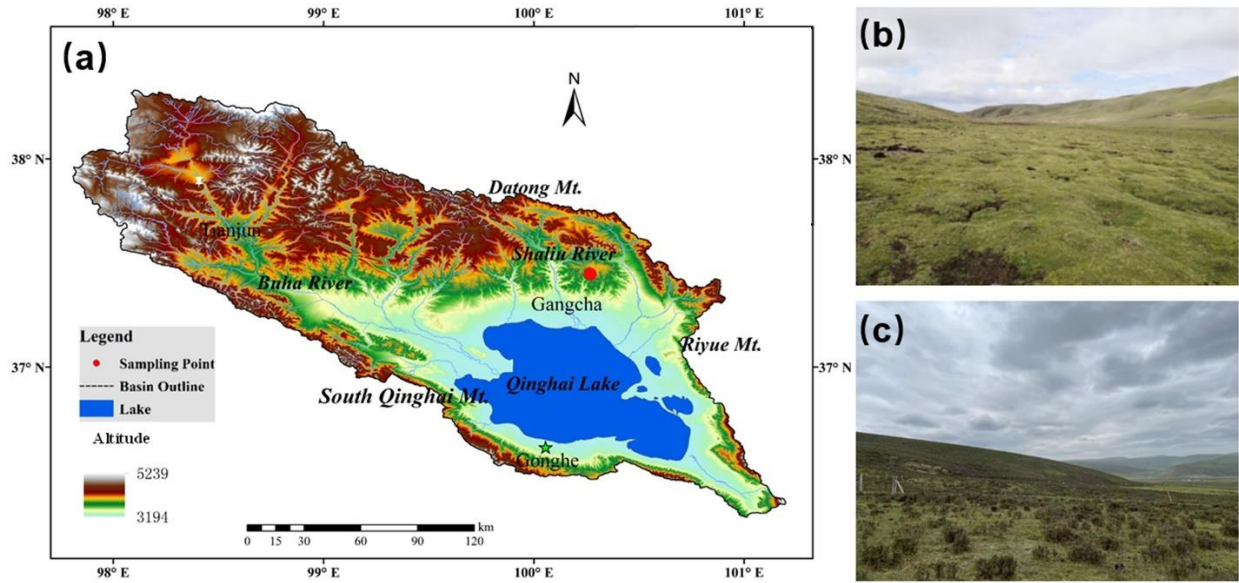 98° E 99° E 100° E 101° E
(a)
N
38° N
38° N
Datong Mt.
Tianjun
Shaliu River
Buha River
Gangcha
Riyue Mt.
37° N
37° N
Legend
Sampling Point
Basin Outline
Lake
Qinghai Lake
South Qinghai Mt.
Altitude
Gonghe
5239
3194
km
0 15 30 60 90 120
98° E 99° E 100° E 101° E
(b)
(c)